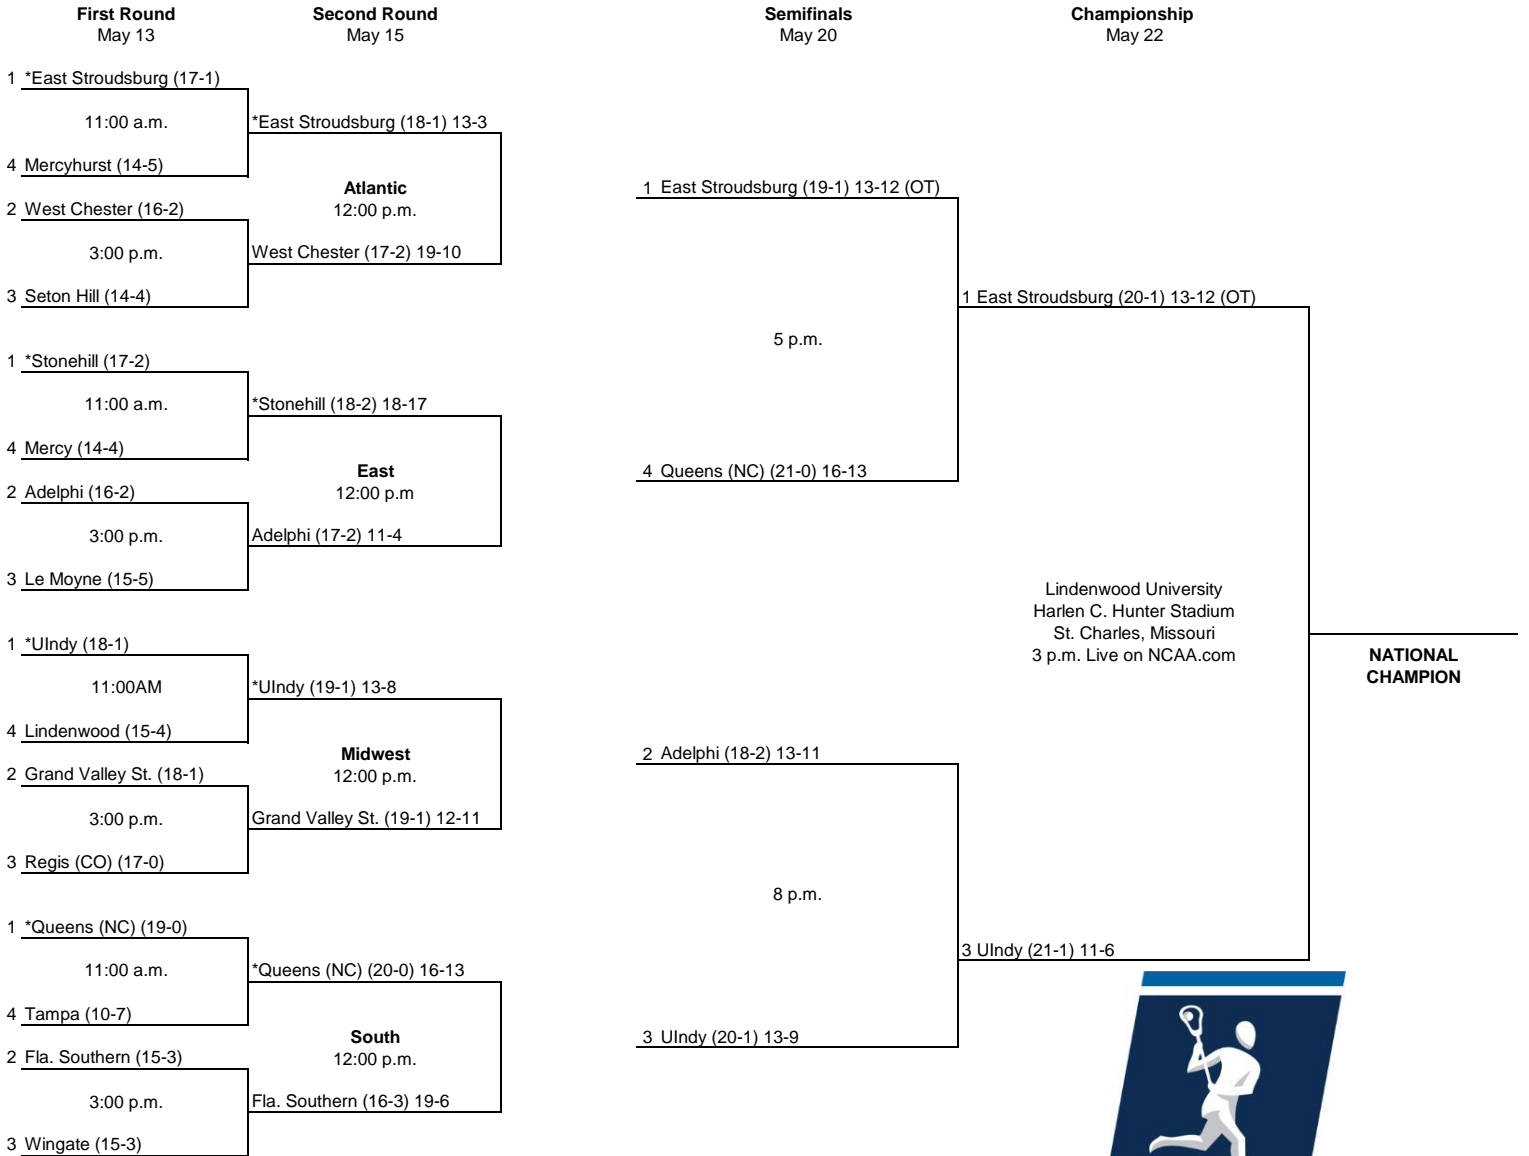 First Round
May 13
Second Round
May 15
Semifinals
May 20
Championship
May 22
1 *East Stroudsburg (17-1)
11:00 a.m.
4 Mercyhurst (14-5)
2 West Chester (16-2)
3:00 p.m.
3 Seton Hill (14-4)
*East Stroudsburg (18-1) 13-3
Atlantic
12:00 p.m.
West Chester (17-2) 19-10
1 *Stonehill (17-2)
11:00 a.m.
4 Mercy (14-4)
2 Adelphi (16-2)
3:00 p.m.
3 Le Moyne (15-5)
*Stonehill (18-2) 18-17
East
12:00 p.m
Adelphi (17-2) 11-4
1 *UIndy (18-1)
11:00AM
4 Lindenwood (15-4)
2 Grand Valley St. (18-1)
3:00 p.m.
3 Regis (CO) (17-0)
*UIndy (19-1) 13-8
Midwest
12:00 p.m.
Grand Valley St. (19-1) 12-11
1 *Queens (NC) (19-0)
11:00 a.m.
4 Tampa (10-7)
2 Fla. Southern (15-3)
3:00 p.m.
3 Wingate (15-3)
*Queens (NC) (20-0) 16-13
South
12:00 p.m.
Fla. Southern (16-3) 19-6
1 East Stroudsburg (19-1) 13-12 (OT)
5 p.m.
4 Queens (NC) (21-0) 16-13
2 Adelphi (18-2) 13-11
8 p.m.
3 UIndy (20-1) 13-9
1 East Stroudsburg (20-1) 13-12 (OT)
Lindenwood University
Harlen C. Hunter Stadium
St. Charles, Missouri
3 p.m. Live on NCAA.com
3 UIndy (21-1) 11-6
NATIONAL
CHAMPION